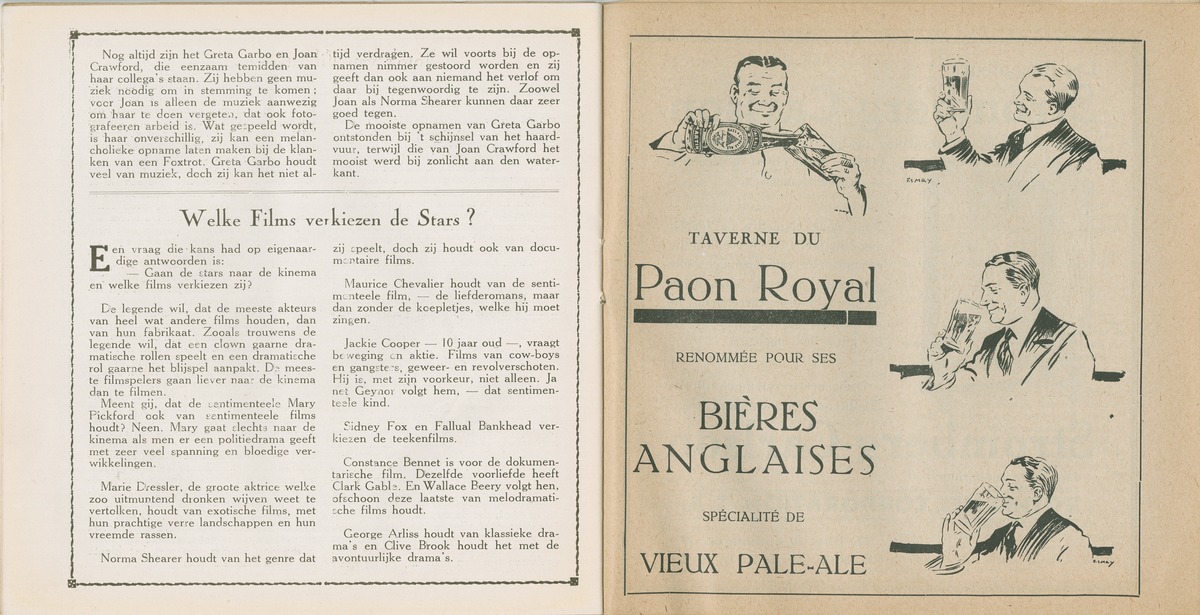 Nog altijd zijn het Greta Garbo en Joan
Crawford, die eenzaam temidden van
haar collega's staan. Zij hebben geen mu-
ziek noodig om in stemming te komen;
voor Joan is alleen de muziek aanwezig
om haar te doen vergeten, dat ook foto-
grafeeren arbeid is. Wat gespeeld wordt,
is haar onverschillig, zij kan een melan-
cholieke opname laten maken bij de klan-
ken van een Foxtrot. Greta Garbo houdt
veel van muziek, doch zij kan het niet al-
tijd verdragen. Ze wil voorts bij de op-
namen nimmer gestoord worden en zij
geeft dan ook aan niemand het verlof om
daar bij tegenwoordig te zijn. Zoowel
Joan als Norma Shearer kunnen daar zeer
goed tegen.
De mooiste opnamen van Greta Garbo
ontstonden bij 't schijnsel van het haard-
vuur, terwijl die van Joan Crawford het
mooist werd bij zonlicht aan den water-
kant.
Welke Films verkiezen de Stars?
Een vraag die kans had op eigenaar-
dige antwoorden is:
— Gaan de stars naar de kinema
en welke films verkiezen zij?
De legende wil, dat de meeste akteurs
van heel wat andere films houden, dan
van hun fabrikaat. Zooals trouwens de
legende wil, dat een clown gaarne dra-
matische rollen speelt en een dramatische
rol gaarne het blijspel aanpakt. De mees-
te filmspelers gaan liever naar de kinema
dan te filmen.
Meent gij, dat de sentimenteele Mary
Pickford ook van sentimenteele films
houdt? Neen. Mary gaat slechts naar de
kinema als men er een politiedrama geeft
met zeer veel spanning en bloedige ver-
wikkelingen.
Marie Dressler, de groote aktrice welke
zoo uitmuntend dronken wijven weet te
vertolken, houdt van exotische films, met
hun prachtige verre landschappen en hun
vreemde rassen.
Norma Shearer houdt van het genre dat
zij speelt, doch zij houdt ook van docu-
mentaire films.
Maurice Chevalier houdt van de senti-
menteele film, — de liefderomans, maar
dan zonder de koepletjes, welke hij moet
zingen.
Jackie Cooper — 10 jaar oud —, vraagt
beweging en aktie. Films van cow-boys
en gangsters, geweer- en revolverschoten.
Hij is, met zijn voorkeur, niet alleen. Ja
net Geynor volgt hem, — dat sentimen-
teele kind.
Sidney Fox en Fallual Bankhead ver-
kiezen de teekenfilms.
Constance Bennet is voor de dokumen-
tarische film. Dezelfde voorliefde heeft
Clark Gable. En Wallace Beery volgt hen,
ofschoon deze laatste van melodramati-
sche films houdt.
George Arliss houdt van klassieke dra-
ma's en Clive Brook houdt het met de
avontuurlijke drama's.
TAVERNE DU
Paon Royal
RENOMMÉE POUR SES
BIÈRES
ANGLAISES
SPÉCIALITÉ DE
VIEUX PALE-ALE